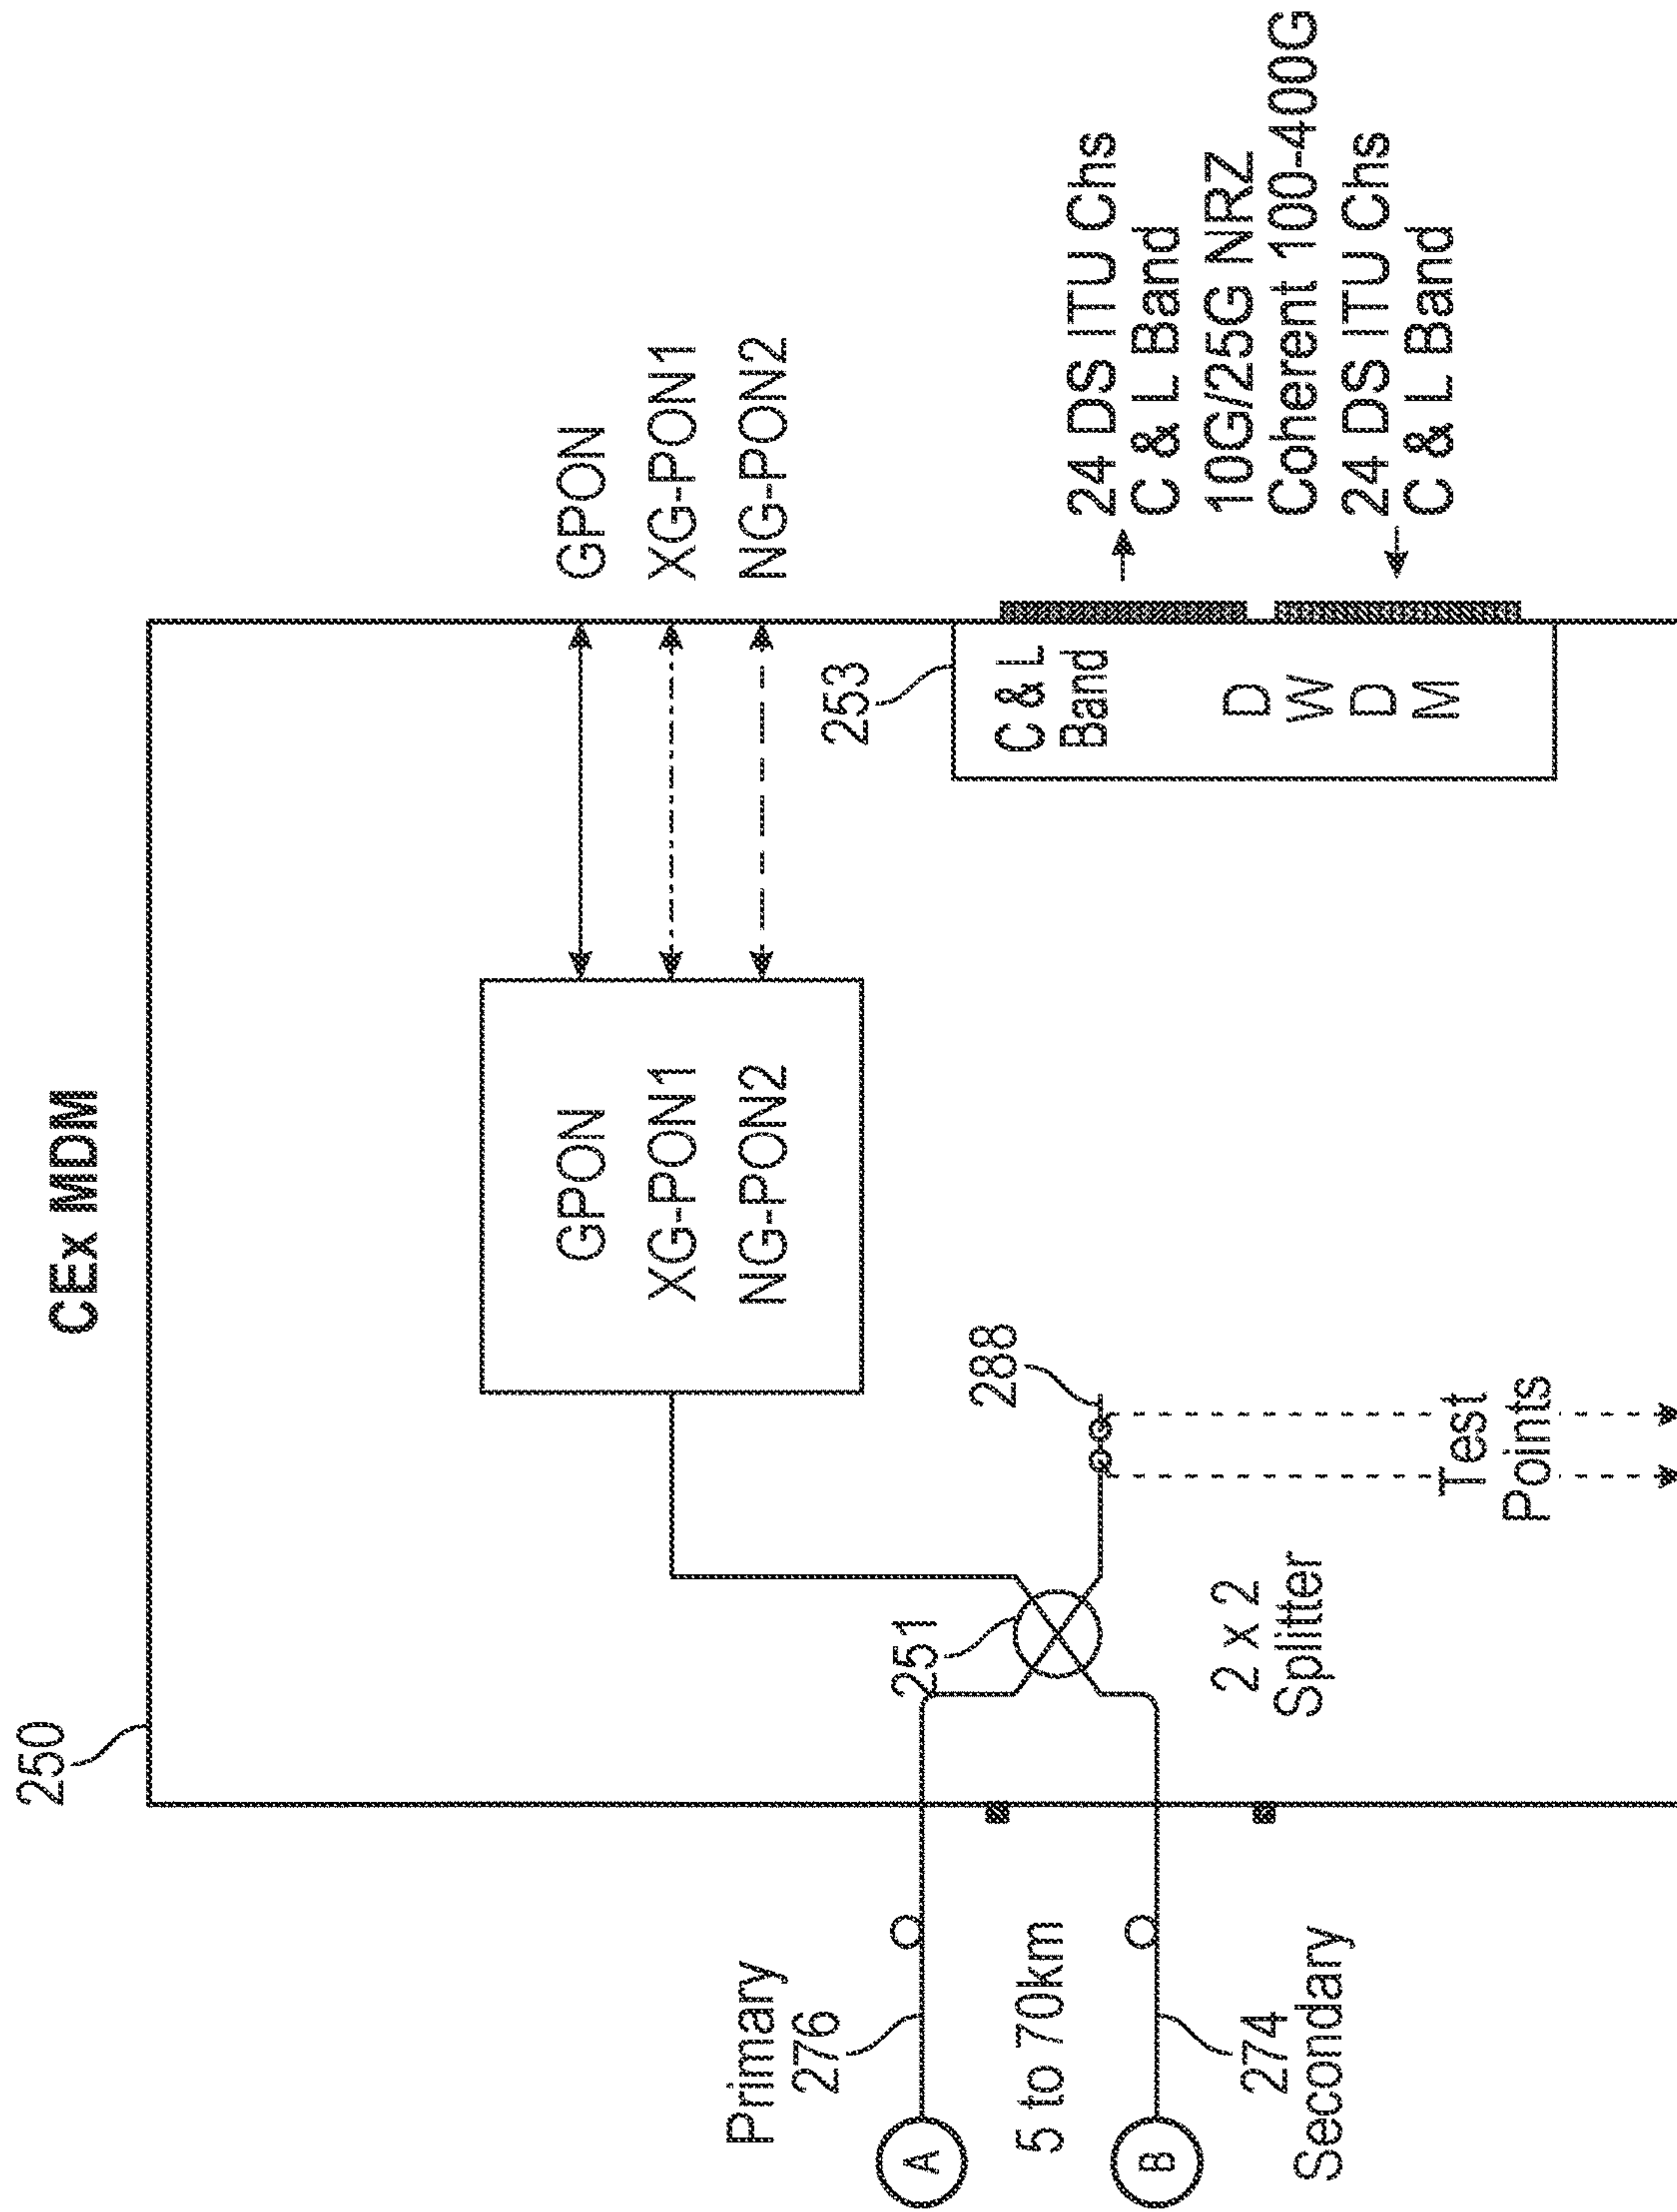 CEx MDM
250
GPON
XG-PON1
NG-PON2
GPON
XG-PON1
NG-PON2
253
C & L
Band
D
W
D
M
24 DS ITU Chs
C & L Band
10G/25G NRZ
Coherent 100-400G
24 DS ITU Chs
C & L Band
288
251
2 x 2
Splitter
Test
Points
Primary
276
A
5 to 70km
B
274
Secondary